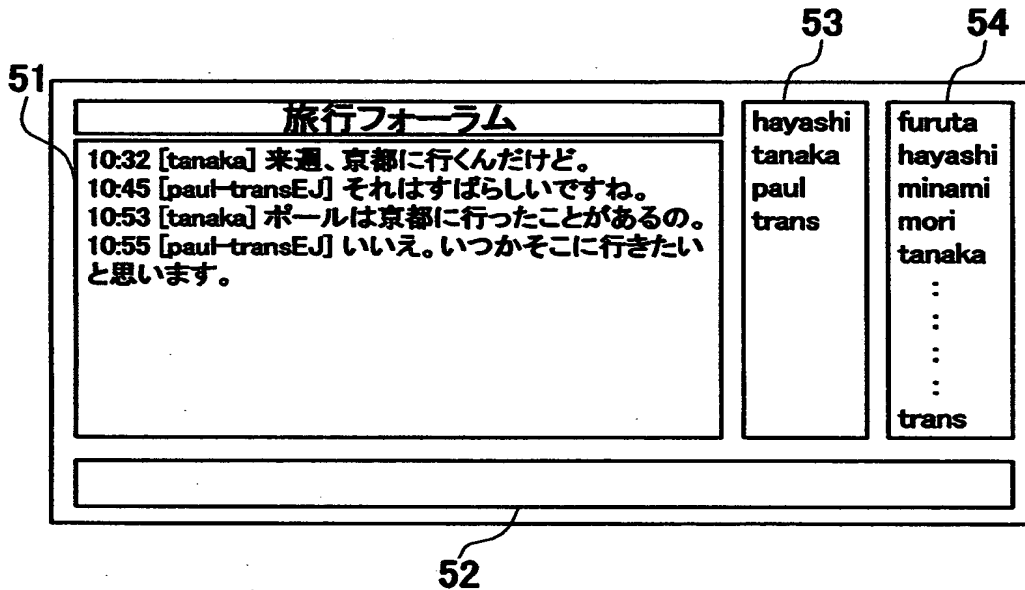 53
54
51
旅行フォーラム
10:32 [tanaka] 来週、京都に行くんだけど。
10:45 [paul-transEJ] それはすばらしいですね。
10:53 [tanaka] ポールは京都に行ったことがあるの。
10:55 [paul-transEJ] いいえ。いつかそこに行きたい
と思います。
hayashi
tanaka
paul
trans
furuta
hayashi
minami
mori
tanaka
:
:
:
:
trans
52